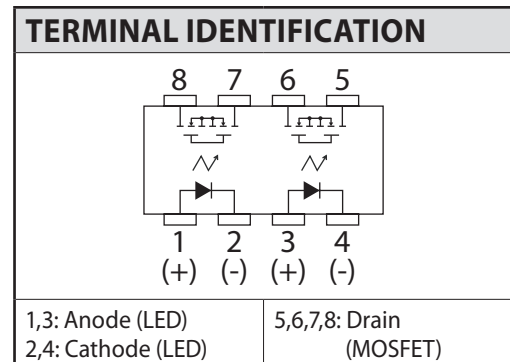 TERMINAL IDENTIFICATION
8 7 6 5
1 2 3 4
(+) (-) (+) (-)
1,3: Anode (LED)
2,4: Cathode (LED)
5,6,7,8: Drain
(MOSFET)